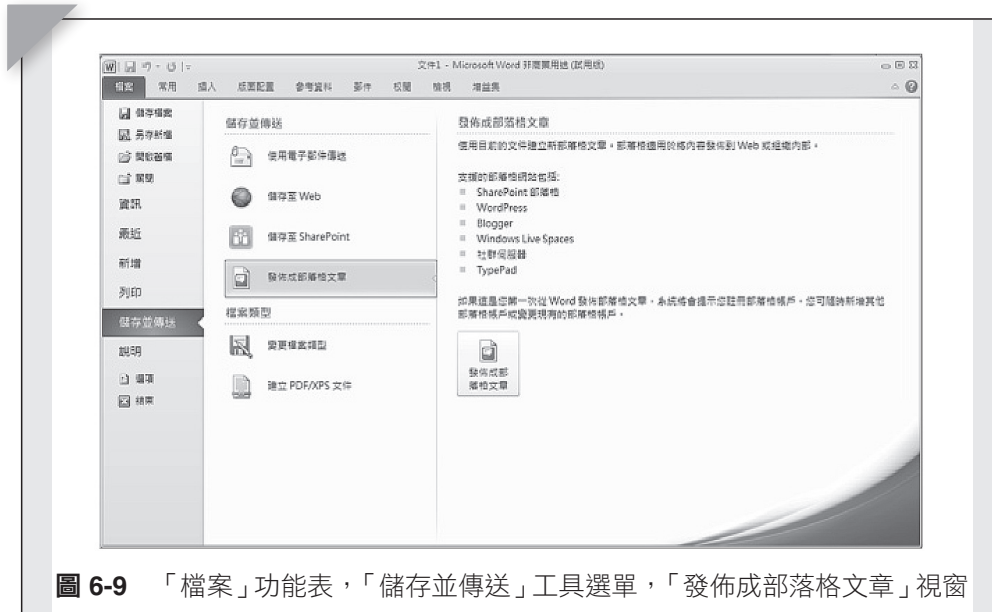 文件1 - Microsoft Word 非商業用途 (試用版)
檔案 常用 插入 版面配置 參考資料 郵件 校閱 檢視 增益集
儲存檔案
另存新檔
開啟舊檔
關閉
資訊
最近
新增
列印
儲存並傳送
說明
選項
結束
儲存並傳送
使用電子郵件傳送
儲存至 Web
儲存至 SharePoint
發佈成部落格文章
檔案類型
變更檔案類型
建立 PDF/XPS 文件
發佈成部落格文章
使用目前的文件建立新部落格文章。部落格適用於將內容發佈到 Web 或組織內部。
支援的部落格網站包括:
SharePoint 部落格
WordPress
Blogger
Windows Live Spaces
社群伺服器
TypePad
如果這是您第一次從 Word 發佈部落格文章，系統將會提示您註冊部落格帳戶。您可隨時新增其他
部落格帳戶或變更現有的部落格帳戶。
發佈成部
落格文章
圖 6-9 「檔案」功能表，「儲存並傳送」工具選單，「發佈成部落格文章」視窗